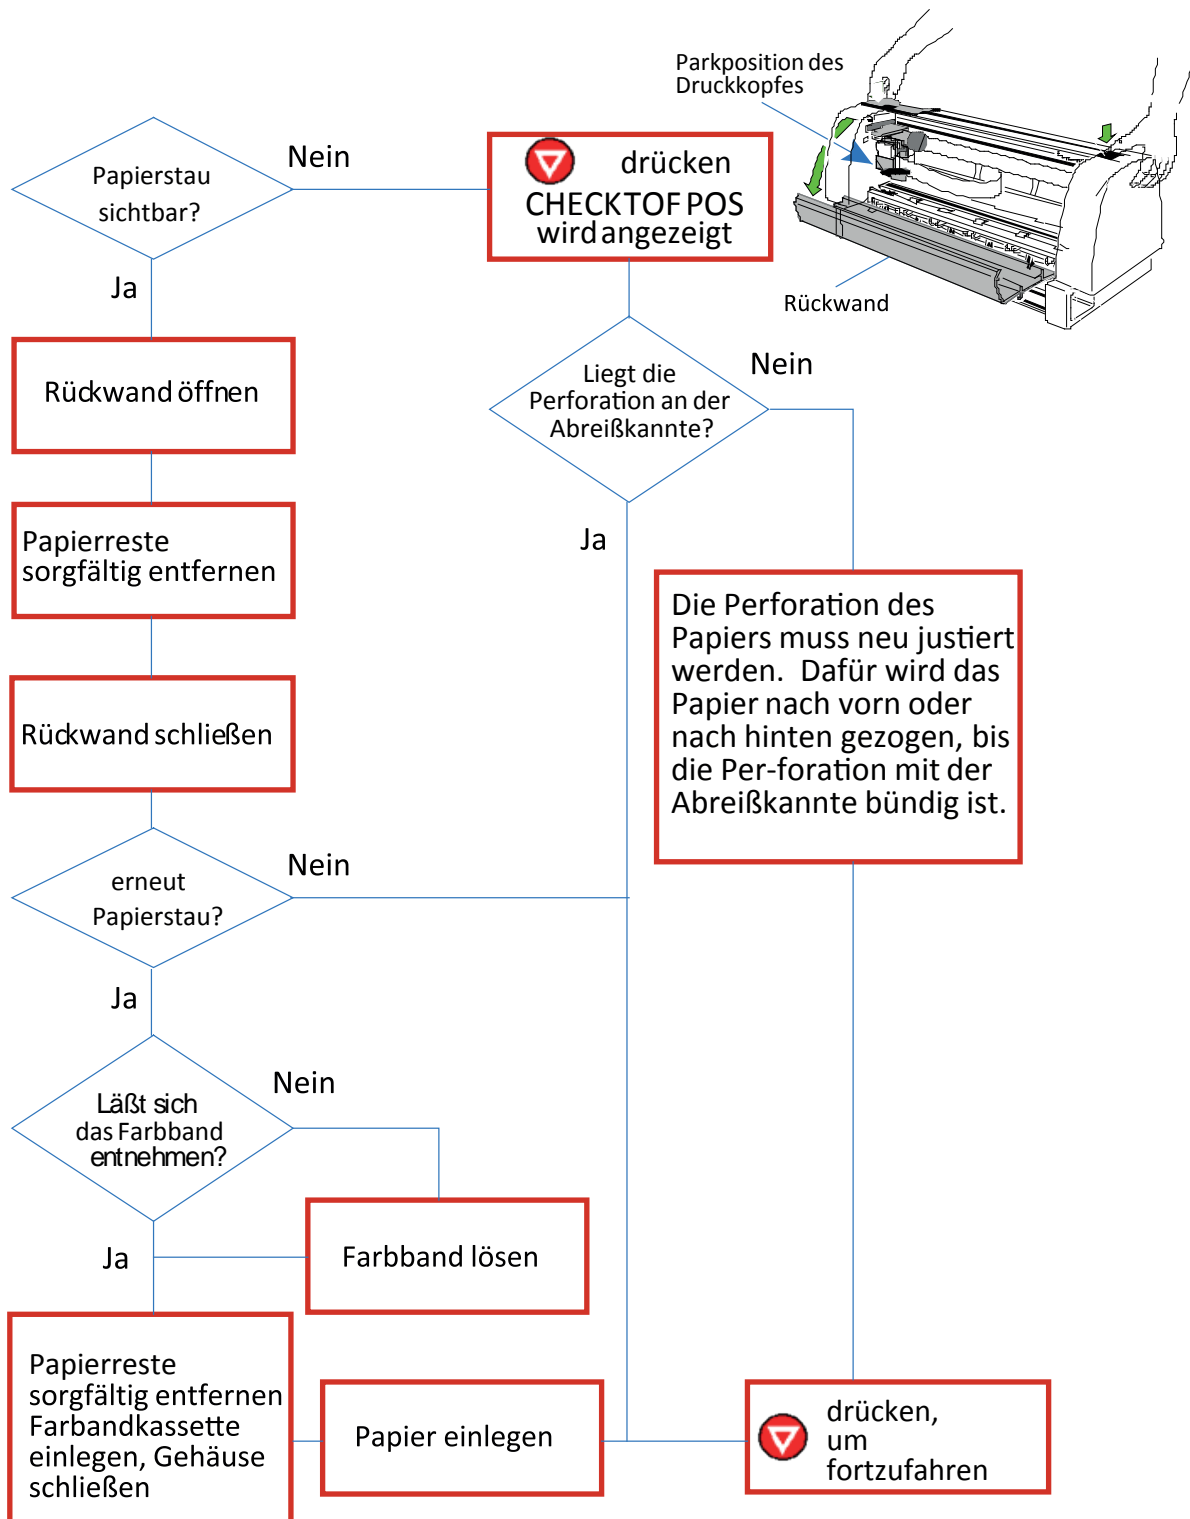 Parkposition des
Druckkopfes
Rückwand
Papierstau
sichtbar?
Nein
Ja
drücken
CHECKTOF POS
wird angezeigt
Rückwand öffnen
Liegt die
Perforation an der
Abreißkannte?
Nein
Ja
Papierreste
sorgfältig entfernen
Die Perforation des
Papiers muss neu justiert
werden. Dafür wird das
Papier nach vorn oder
nach hinten gezogen, bis
die Per-foration mit der
Abreißkannte bündig ist.
Rückwand schließen
erneut
Papierstau?
Nein
Ja
Läßt sich
das Farbband
entnehmen?
Nein
Ja
Farbband lösen
Papierreste
sorgfältig entfernen
Farbandkassette
einlegen, Gehäuse
schließen
Papier einlegen
drücken,
um
fortzufahren